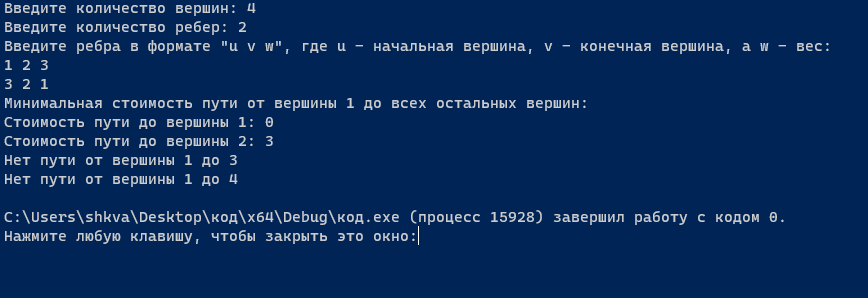 Введите количество вершин: 4
Введите количество ребер: 2
Введите ребра в формате "u v w", где u - начальная вершина, v - конечная вершина, а w - вес:
1 2 3
3 2 1
Минимальная стоимость пути от вершины 1 до всех остальных вершин:
Стоимость пути до вершины 1: 0
Стоимость пути до вершины 2: 3
Нет пути от вершины 1 до 3
Нет пути от вершины 1 до 4
C:\Users\shkva\Desktop\код\x64\Debug\код.exe (процесс 15928) завершил работу с кодом 0.
Нажмите любую клавишу, чтобы закрыть это окно: